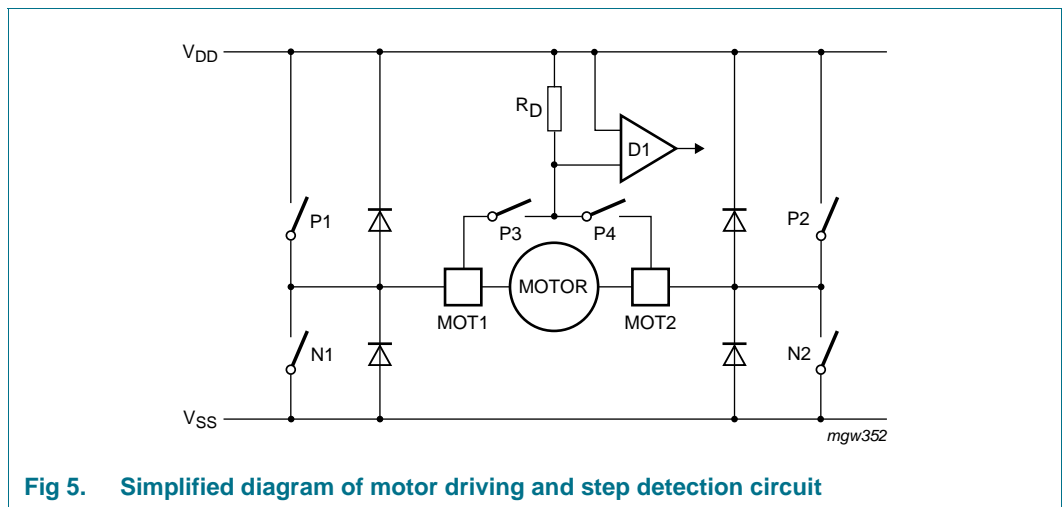 VDD
RD
D1
P1
P3
P4
P2
MOTOR
MOT1
MOT2
N1
N2
VSS
mgw352
Fig 5. Simplified diagram of motor driving and step detection circuit